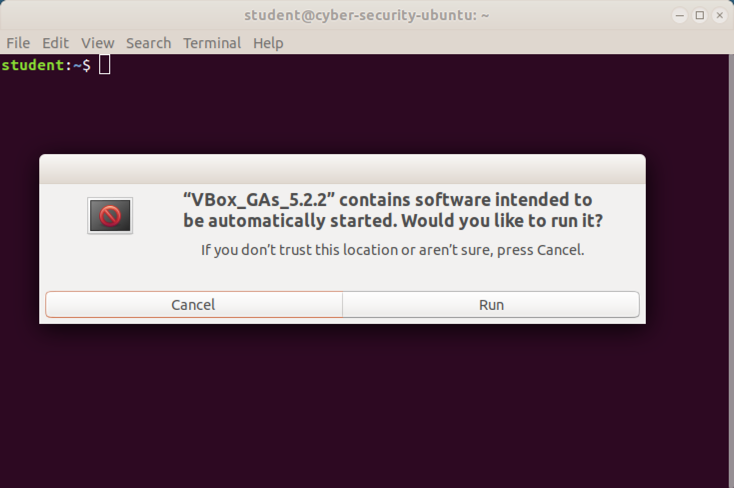 student@cyber-security-ubuntu: ~
File Edit View Search Terminal Help
student:~$
“VBox_GAs_5.2.2” contains software intended to
be automatically started. Would you like to run it?
If you don’t trust this location or aren’t sure, press Cancel.
Cancel Run